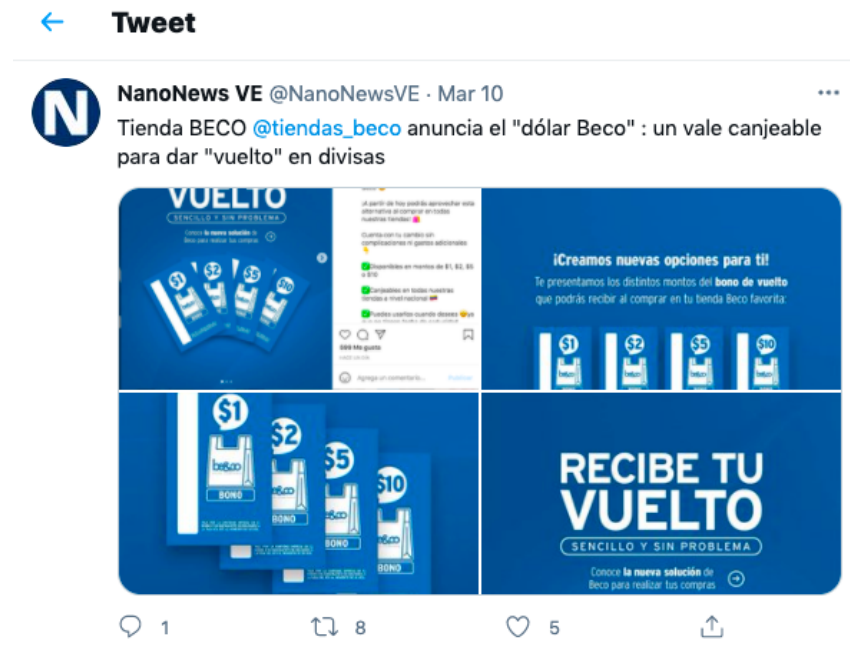 Tweet
NanoNews VE @NanoNewsVE · Mar 10
Tienda BECO @tiendas_beco anuncia el "dólar Beco" : un vale canjeable
para dar "vuelto" en divisas
VUELTO
SENCILLO Y SIN PROBLEMA
Conoce la nueva solución de
Beco para realizar tus compras
$1
$2
$5
$10
¡A partir de hoy podrás aprovechar esta
alternativa al comprar en todas
nuestras tiendas!
Cuenta con tu cambio sin
complicaciones ni gastos adicionales
Disponibles en montos de $1, $2, $5
o $10
Canjeables en todas nuestras
tiendas a nivel nacional
Puedes usarlos cuando desees
Me gusta
Agrega un comentario...
Publicar
¡Creamos nuevas opciones para ti!
Te presentamos los distintos montos del bono de vuelto
que podrás recibir al comprar en tu tienda Beco favorita:
$1
$2
$5
$10
$1
beco
BONO
$2
BONO
$5
BONO
$10
BONO
RECIBE TU
VUELTO
SENCILLO Y SIN PROBLEMA
Conoce la nueva solución de
Beco para realizar tus compras
1
8
5